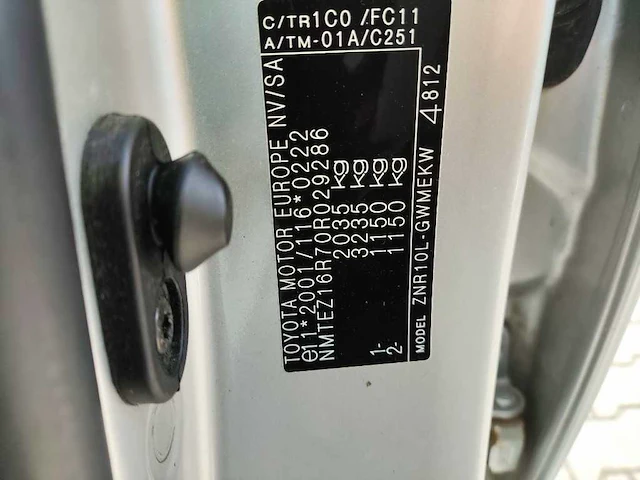 TOYOTA MOTOR EUROPE NV/SA
e11*2001/116*0222
NMTEZ16R70R029286
2035 kg
3235 kg
1- 1150 kg
2- 1150 kg
MODEL ZNR10L-GWMEKW 4812
C/TR1C0 /FC11
A/TM-01A/C251